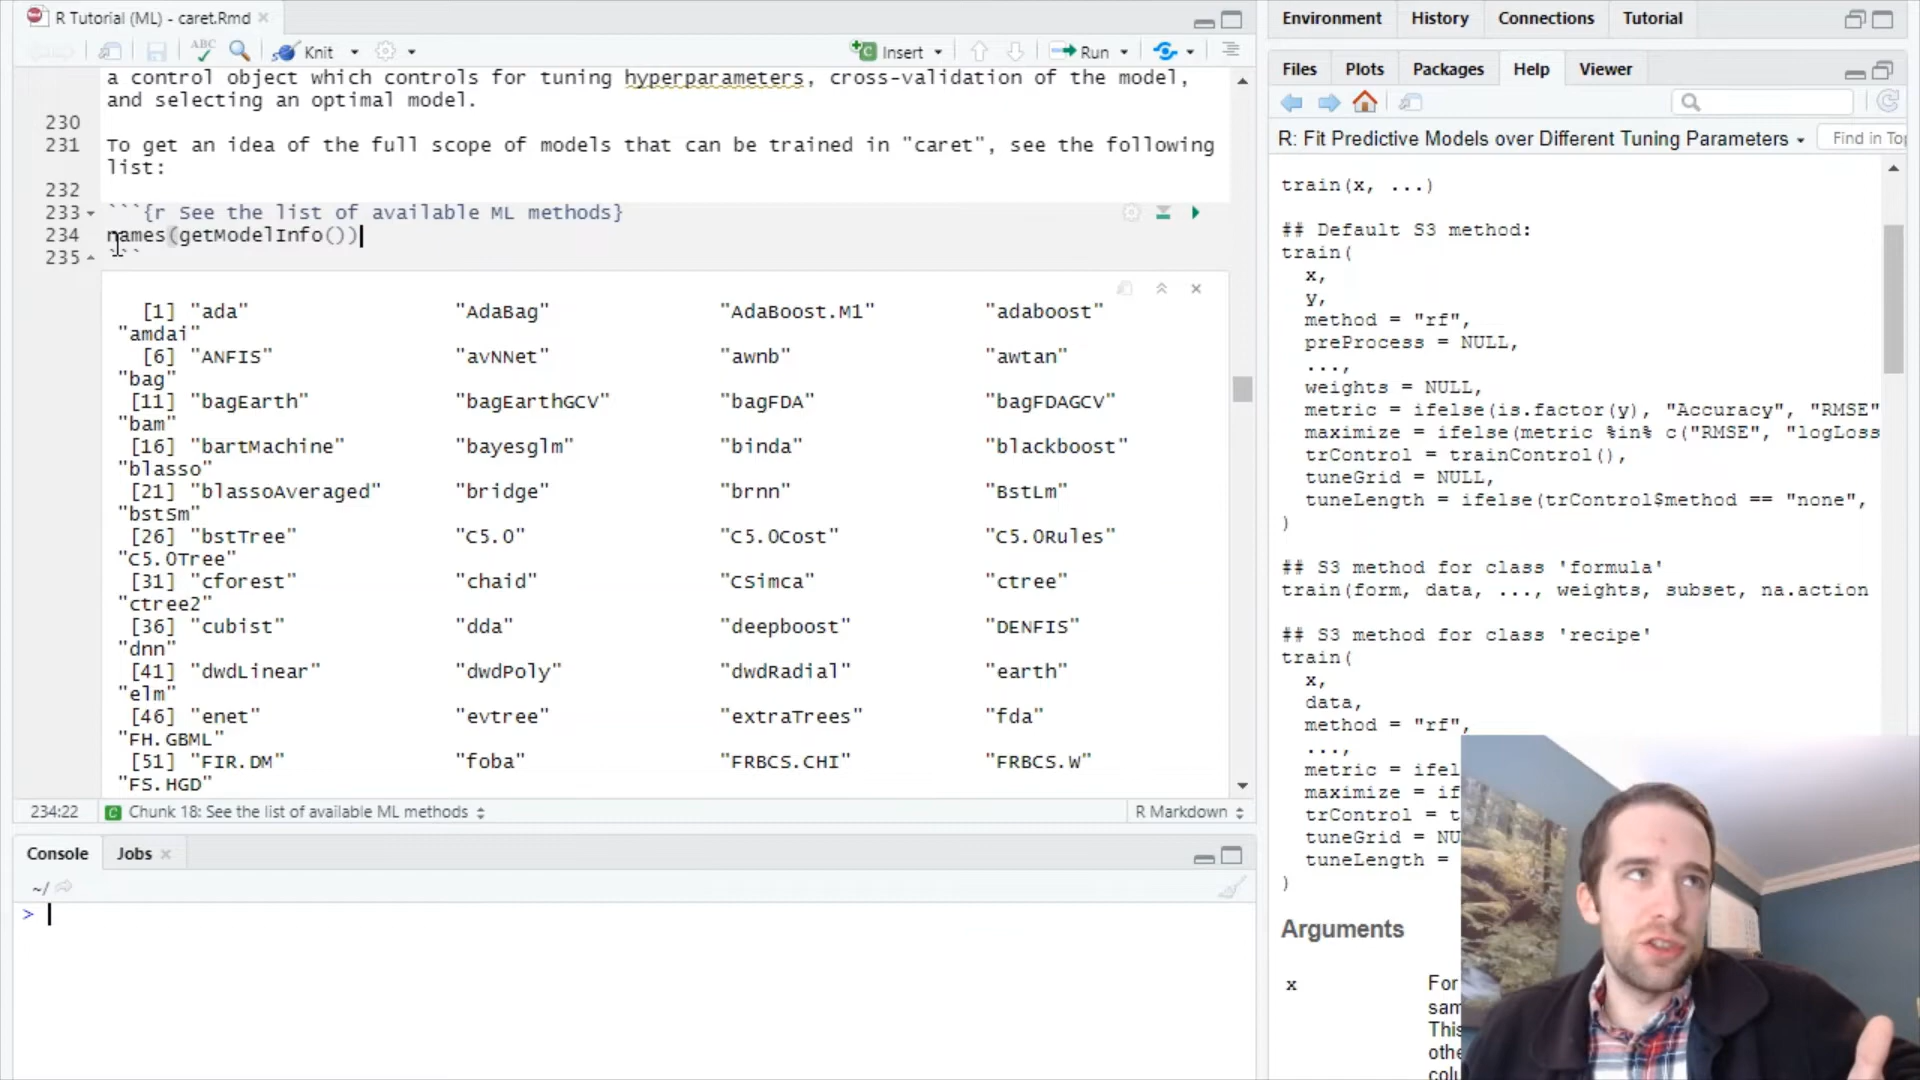 R Tutorial (ML) - caret.Rmd
ABC
Knit
Insert
Run
a control object which controls for tuning hyperparameters, cross-validation of the model,
and selecting an optimal model.
230
231 To get an idea of the full scope of models that can be trained in "caret", see the following
list:
232
233 ```{r See the list of available ML methods}
234 names(getModelInfo())
235 ```
[1] "ada" "AdaBag" "AdaBoost.M1" "adaboost"
"amdai"
[6] "ANFIS" "avNNet" "awnb" "awtan"
"bag"
[11] "bagEarth" "bagEarthGCV" "bagFDA" "bagFDAGCV"
"bam"
[16] "bartMachine" "bayesglm" "binda" "blackboost"
"blasso"
[21] "blassoAveraged" "bridge" "brnn" "BstLm"
"bstSm"
[26] "bstTree" "C5.0" "C5.0Cost" "C5.0Rules"
"C5.0Tree"
[31] "cforest" "chaid" "CSimca" "ctree"
"ctree2"
[36] "cubist" "dda" "deepboost" "DENFIS"
"dnn"
[41] "dwdLinear" "dwdPoly" "dwdRadial" "earth"
"elm"
[46] "enet" "evtree" "extraTrees" "fda"
"FH.GBML"
[51] "FIR.DM" "foba" "FRBCS.CHI" "FRBCS.W"
"FS.HGD"
234:22 Chunk 18: See the list of available ML methods R Markdown
Console Jobs
~/
>
Environment History Connections Tutorial
Files Plots Packages Help Viewer
R: Fit Predictive Models over Different Tuning Parameters Find in Top
train(x, ...)
## Default S3 method:
train(
x,
y,
method = "rf",
preProcess = NULL,
...,
weights = NULL,
metric = ifelse(is.factor(y), "Accuracy", "RMSE"
maximize = ifelse(metric %in% c("RMSE", "logLoss
trControl = trainControl(),
tuneGrid = NULL,
tuneLength = ifelse(trControl$method == "none",
)
## S3 method for class 'formula'
train(form, data, ..., weights, subset, na.action
## S3 method for class 'recipe'
train(
x,
data,
method = "rf",
...,
metric = ifel
maximize = if
trControl = t
tuneGrid = NU
tuneLength =
)
Arguments
x For
sam
This
othe
colu